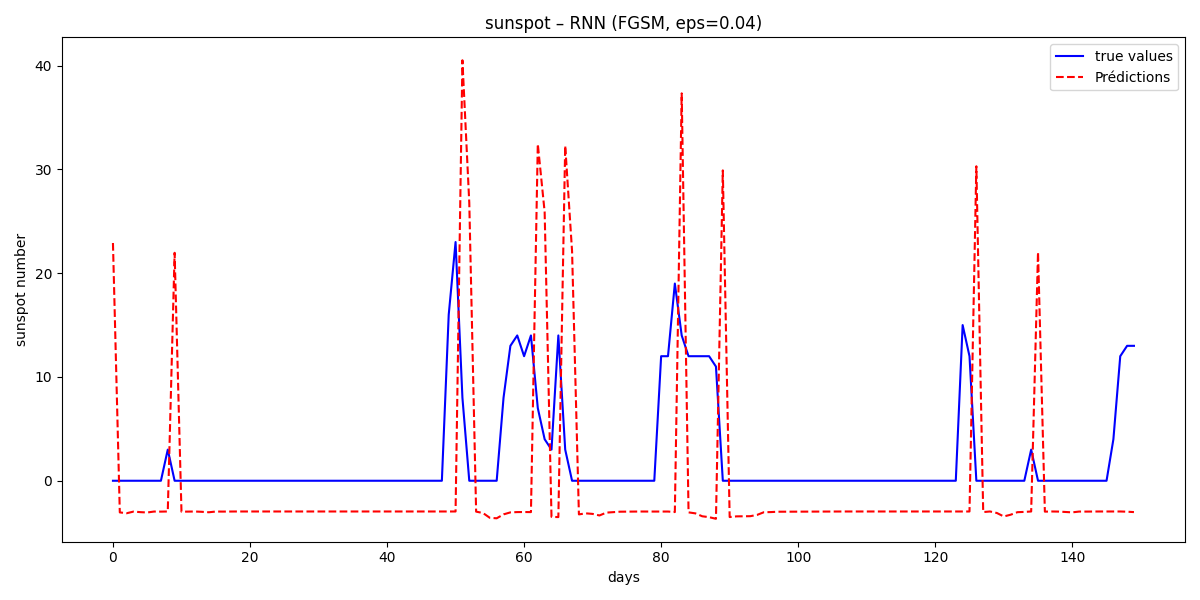 sunspot – RNN (FGSM, eps=0.04)
true values
Prédictions
sunspot number
40
30
20
10
0
0 20 40 60 80 100 120 140
days